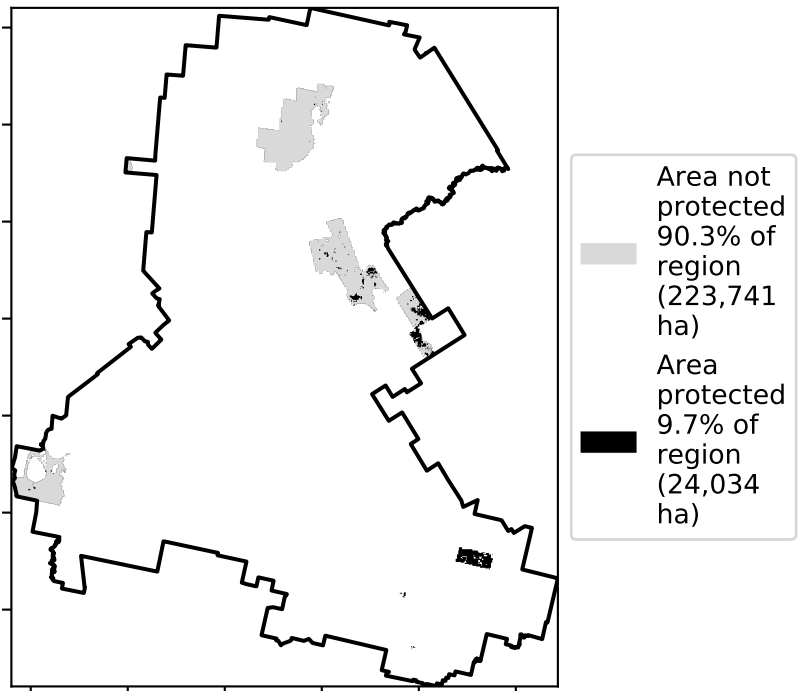 Area not
protected
90.3% of
region
(223,741
ha)
Area
protected
9.7% of
region
(24,034
ha)